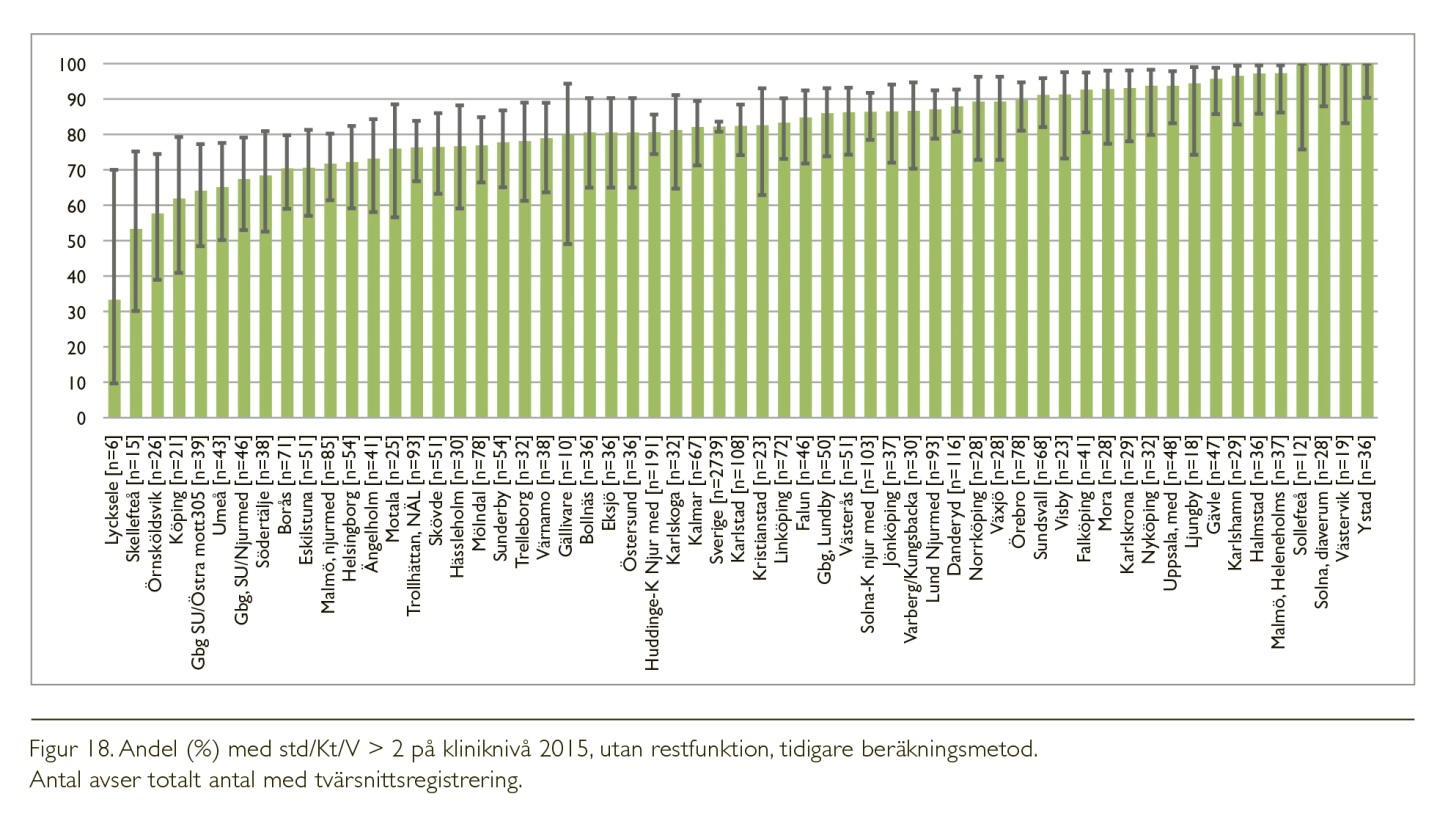 100
90
80
70
60
50
40
30
20
10
0
Lycksele [n=6]
Skellefteå [n=15]
Örnsköldsvik [n=26]
Köping [n=21]
Gbg SU/Östra mott305 [n=39]
Umeå [n=43]
Gbg, SU/Njurmed [n=46]
Södertälje [n=38]
Borås [n=71]
Eskilstuna [n=51]
Malmö, njurmed [n=85]
Helsingborg [n=54]
Ängelholm [n=41]
Motala [n=25]
Trollhättan, NÄL [n=93]
Skövde [n=51]
Hässleholm [n=30]
Mölndal [n=78]
Sunderby [n=54]
Trelleborg [n=32]
Värnamo [n=38]
Gällivare [n=10]
Bollnäs [n=36]
Eksjö [n=36]
Östersund [n=36]
Huddinge-K Njur med [n=191]
Karlskoga [n=32]
Kalmar [n=67]
Sverige [n=2739]
Karlstad [n=108]
Kristianstad [n=23]
Linköping [n=72]
Falun [n=46]
Gbg, Lundby [n=50]
Västerås [n=51]
Solna-K njur med [n=103]
Jönköping [n=37]
Varberg/Kungsbacka [n=30]
Lund Njurmed [n=93]
Danderyd [n=116]
Norrköping [n=28]
Växjö [n=28]
Örebro [n=78]
Sundsvall [n=68]
Visby [n=23]
Falköping [n=41]
Mora [n=28]
Karlskrona [n=29]
Nyköping [n=32]
Uppsala, med [n=48]
Ljungby [n=18]
Gävle [n=47]
Karlshamn [n=29]
Halmstad [n=36]
Malmö, Heleneholms [n=37]
Sollefteå [n=12]
Solna, diaverum [n=28]
Västervik [n=19]
Ystad [n=36]
Figur 18. Andel (%) med std/Kt/V > 2 på kliniknivå 2015, utan restfunktion, tidigare beräkningsmetod.
Antal avser totalt antal med tvärsnittsregistrering.